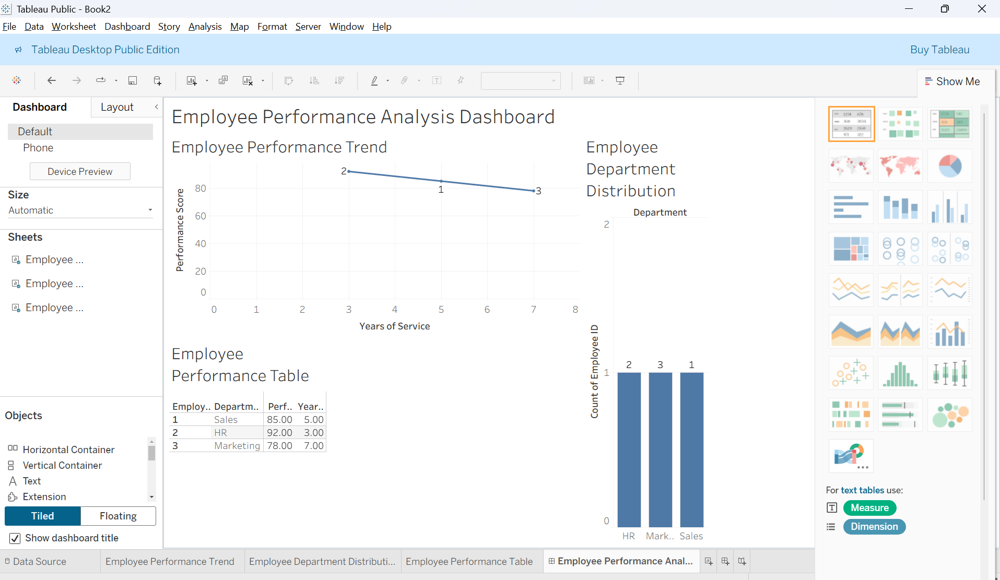 Tableau Public - Book2
File Data Worksheet Dashboard Story Analysis Map Format Server Window Help
Tableau Desktop Public Edition
Buy Tableau
Show Me
Dashboard Layout
Default
Phone
Device Preview
Size
Automatic
Sheets
Employee ...
Employee ...
Employee ...
Objects
Horizontal Container
Vertical Container
Text
Extension
Tiled Floating
Show dashboard title
Employee Performance Analysis Dashboard
Employee Performance Trend
Performance Score
80
60
40
20
0
2
1
3
0 1 2 3 4 5 6 7 8
Years of Service
Employee
Performance Table
Employ.. Departm.. Perf.. Year..
1 Sales 85.00 5.00
2 HR 92.00 3.00
3 Marketing 78.00 7.00
Employee
Department
Distribution
Department
Count of Employee ID
2
1
0
2 3 1
HR Mark.. Sales
For text tables use:
Measure
Dimension
Data Source Employee Performance Trend Employee Department Distributi... Employee Performance Table Employee Performance Anal...